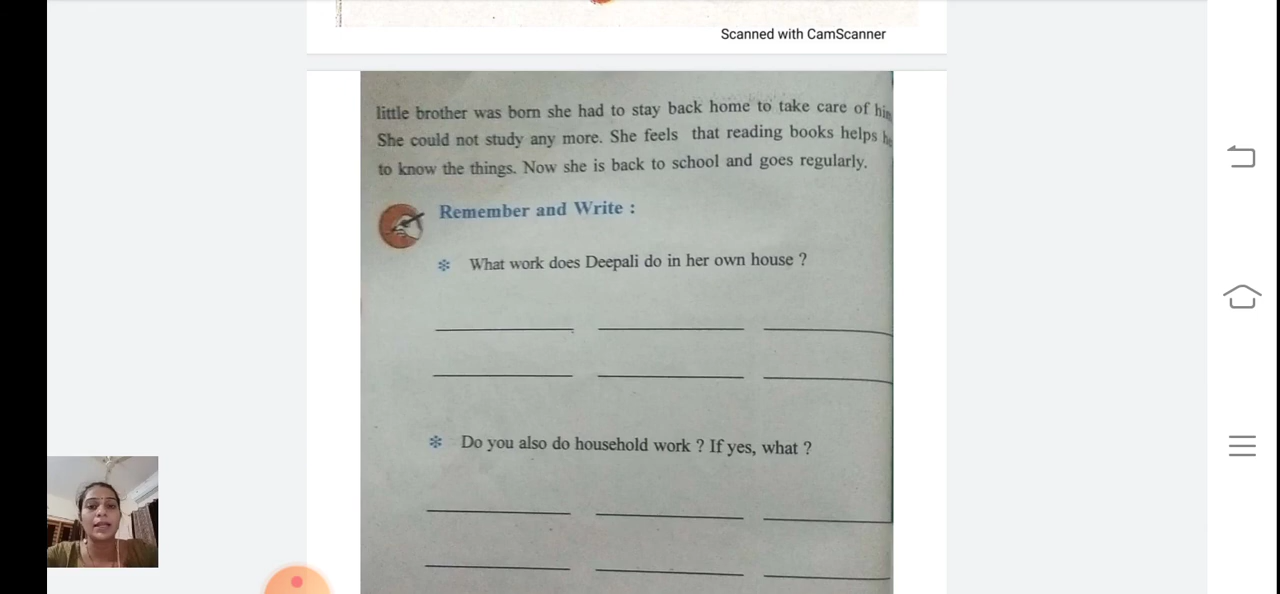 Scanned with CamScanner
little brother was born she had to stay back home to take care of
She could not study any more. She feels that reading books helps
to know the things. Now she is back to school and goes regularly.
Remember and Write :
* What work does Deepali do in her own house ?
* Do you also do household work ? If yes, what ?